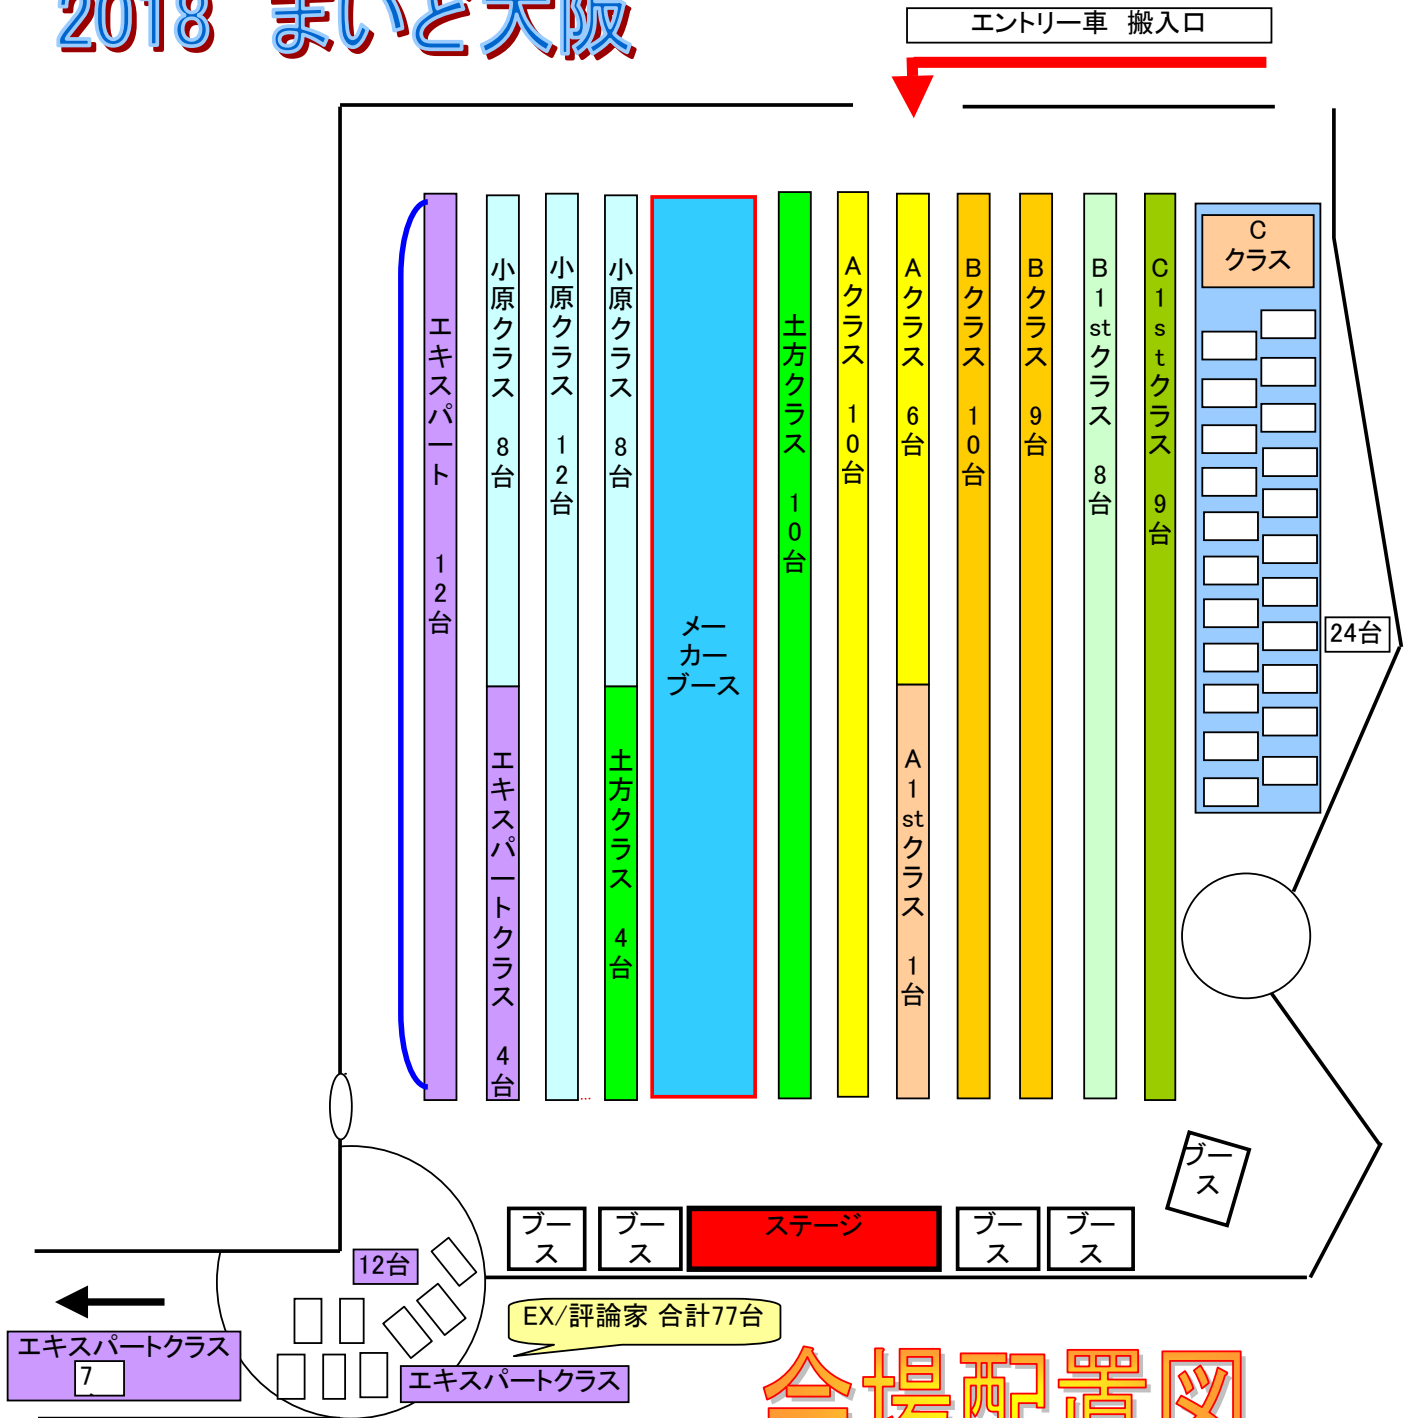 2018 まいど大阪
エントリー車 搬入口
エキスパート 12台
小原クラス 8台
エキスパートクラス 4台
小原クラス 12台
小原クラス 8台
土方クラス 4台
メー
カー
ブース
土方クラス 10台
Aクラス 10台
Aクラス 6台
A1stクラス 1台
Bクラス 10台
Bクラス 9台
B1stクラス 8台
C1stクラス 9台
C
クラス
24台
ブー
ス
ブー
ス
ブー
ス
ステージ
ブー
ス
ブー
ス
12台
EX/評論家 合計77台
エキスパートクラス
7
エキスパートクラス
会場配置図